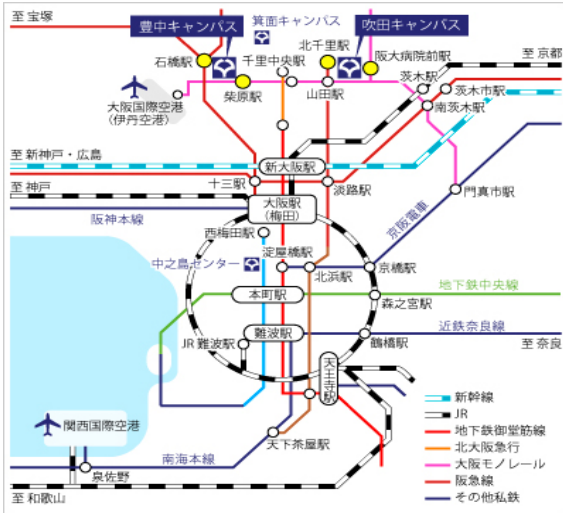 至 宝塚
豊中キャンパス
箕面キャンパス
吹田キャンパス
石橋駅
千里中央駅
北千里駅
阪大病院前駅
至 京都
茨木駅
柴原駅
山田駅
茨木市駅
大阪国際空港
(伊丹空港)
南茨木駅
至 新神戸・広島
新大阪駅
十三駅
淡路駅
至 神戸
大阪駅
(梅田)
門真市駅
阪神本線
西梅田駅
京阪電車
淀屋橋駅
中之島センター
北浜駅
京橋駅
地下鉄中央線
本町駅
森之宮駅
難波駅
近鉄奈良線
JR 難波駅
鶴橋駅
至 奈良
天王寺駅
新幹線
JR
関西国際空港
地下鉄御堂筋線
天下茶屋駅
北大阪急行
南海本線
大阪モノレール
泉佐野
阪急線
至 和歌山
その他私鉄